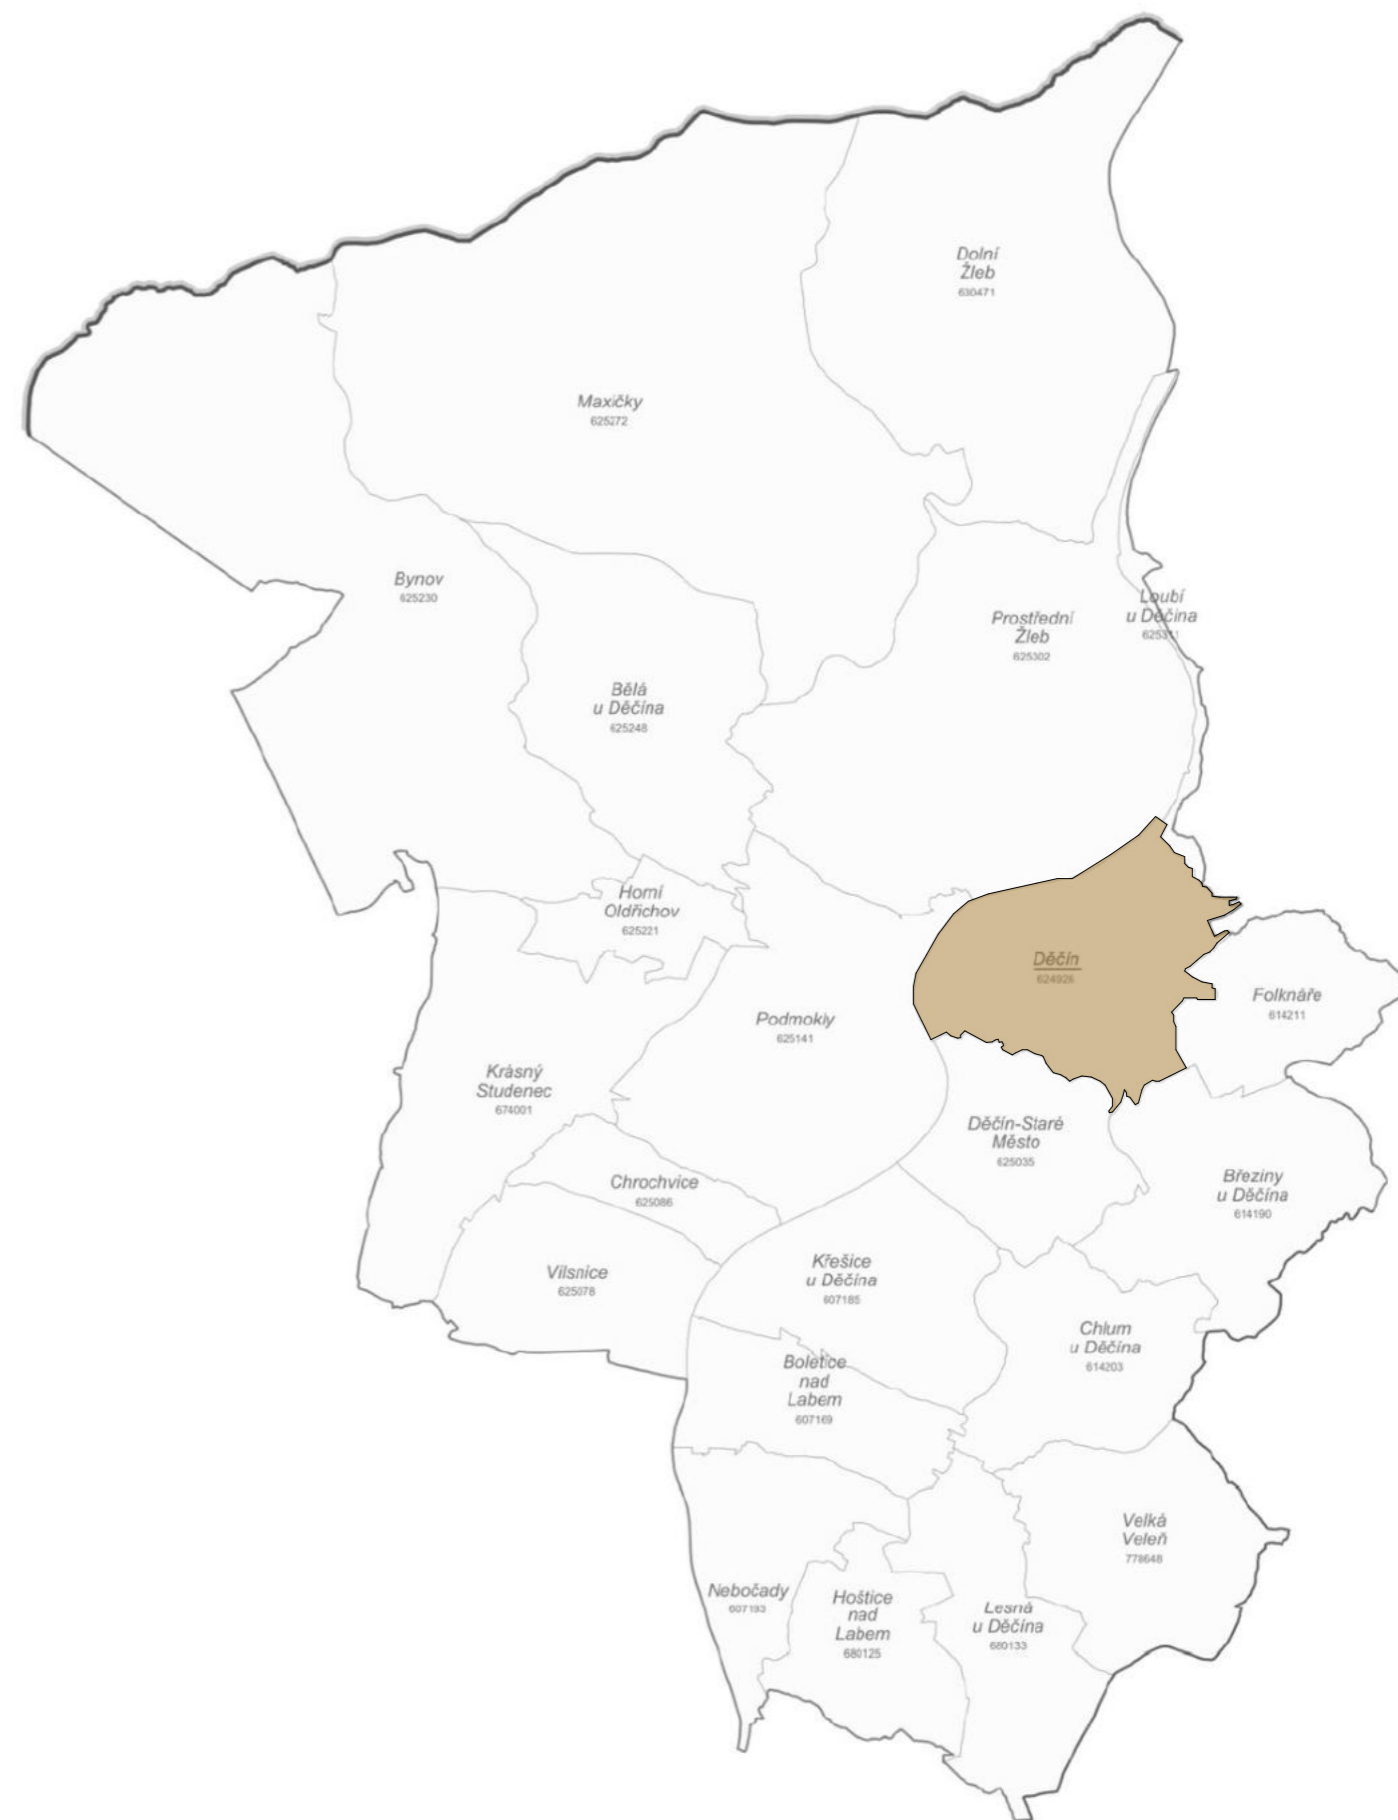 Dolní
Žleb
630471
Maxičky
625272
Bynov
625230
Loubí
u Děčína
Prostřední
Žleb
625302
Bělá
u Děčína
625248
Horní
Oldřichov
625221
Děčín
624926
Folknáře
614211
Podmokly
625141
Krásný
Studenec
674001
Děčín-Staré
Město
625035
Chrochvice
625086
Březiny
u Děčína
614190
Vilsnice
625078
Křešice
u Děčína
607185
Chlum
u Děčína
614203
Boletice
nad
Labem
607169
Velká
Veleň
778648
Nebočady
607193
Hoštice
nad
Labem
680125
Lesná
u Děčína
680133